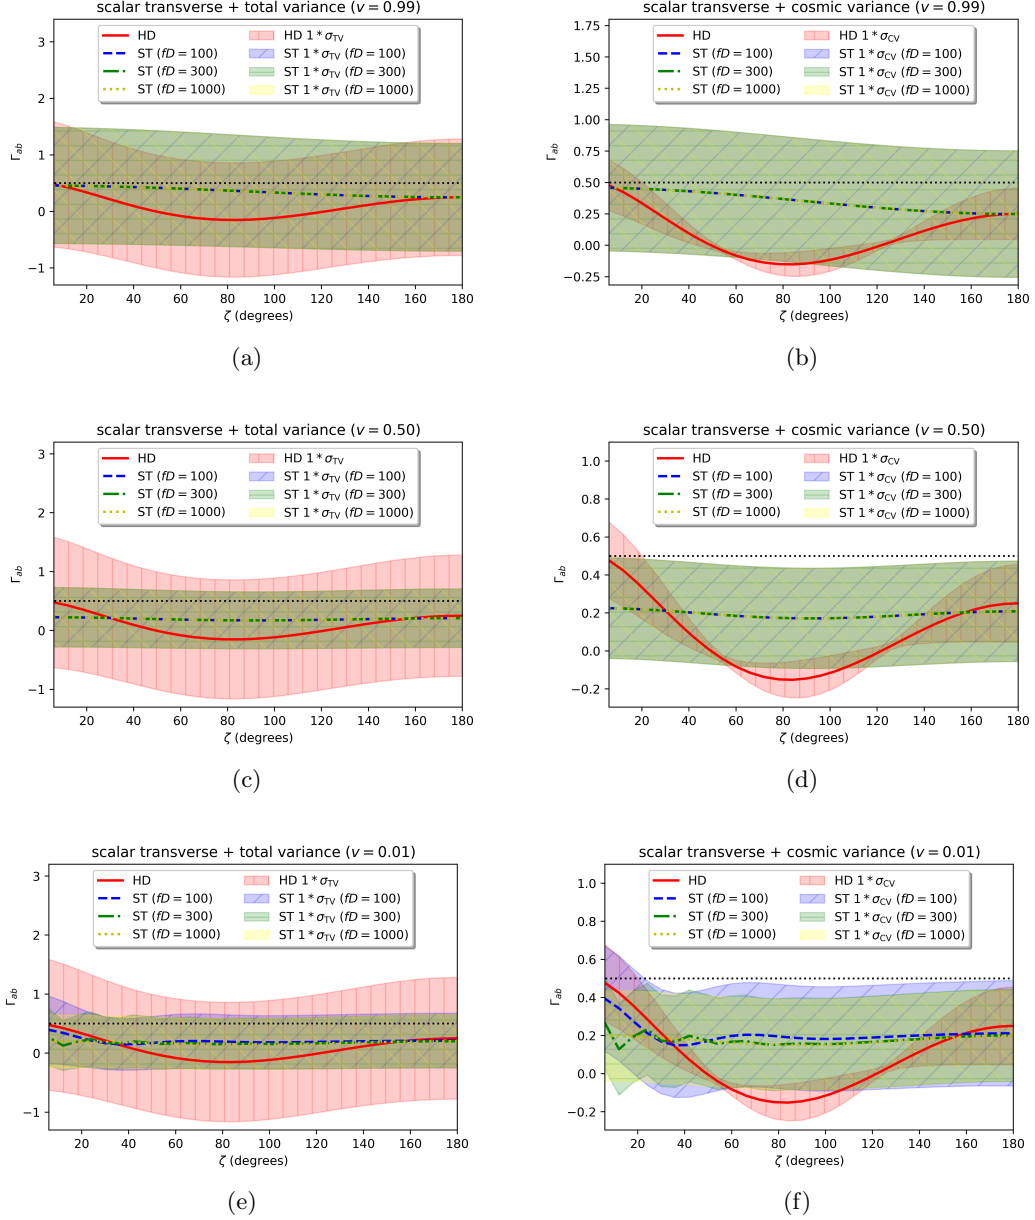 scalar transverse + total variance (v = 0.99)
HD
ST (fD = 100)
ST (fD = 300)
ST (fD = 1000)
HD 1 * σTV
ST 1 * σTV (fD = 100)
ST 1 * σTV (fD = 300)
ST 1 * σTV (fD = 1000)
Γab
3
2
1
0
−1
20 40 60 80 100 120 140 160 180
ζ (degrees)
(a)
scalar transverse + cosmic variance (v = 0.99)
HD
ST (fD = 100)
ST (fD = 300)
ST (fD = 1000)
HD 1 * σCV
ST 1 * σCV (fD = 100)
ST 1 * σCV (fD = 300)
ST 1 * σCV (fD = 1000)
Γab
1.75
1.50
1.25
1.00
0.75
0.50
0.25
0.00
−0.25
20 40 60 80 100 120 140 160 180
ζ (degrees)
(b)
scalar transverse + total variance (v = 0.50)
HD
ST (fD = 100)
ST (fD = 300)
ST (fD = 1000)
HD 1 * σTV
ST 1 * σTV (fD = 100)
ST 1 * σTV (fD = 300)
ST 1 * σTV (fD = 1000)
Γab
3
2
1
0
−1
20 40 60 80 100 120 140 160 180
ζ (degrees)
(c)
scalar transverse + cosmic variance (v = 0.50)
HD
ST (fD = 100)
ST (fD = 300)
ST (fD = 1000)
HD 1 * σCV
ST 1 * σCV (fD = 100)
ST 1 * σCV (fD = 300)
ST 1 * σCV (fD = 1000)
Γab
1.0
0.8
0.6
0.4
0.2
0.0
−0.2
20 40 60 80 100 120 140 160 180
ζ (degrees)
(d)
scalar transverse + total variance (v = 0.01)
HD
ST (fD = 100)
ST (fD = 300)
ST (fD = 1000)
HD 1 * σTV
ST 1 * σTV (fD = 100)
ST 1 * σTV (fD = 300)
ST 1 * σTV (fD = 1000)
Γab
3
2
1
0
−1
20 40 60 80 100 120 140 160 180
ζ (degrees)
(e)
scalar transverse + cosmic variance (v = 0.01)
HD
ST (fD = 100)
ST (fD = 300)
ST (fD = 1000)
HD 1 * σCV
ST 1 * σCV (fD = 100)
ST 1 * σCV (fD = 300)
ST 1 * σCV (fD = 1000)
Γab
1.0
0.8
0.6
0.4
0.2
0.0
−0.2
20 40 60 80 100 120 140 160 180
ζ (degrees)
(f)